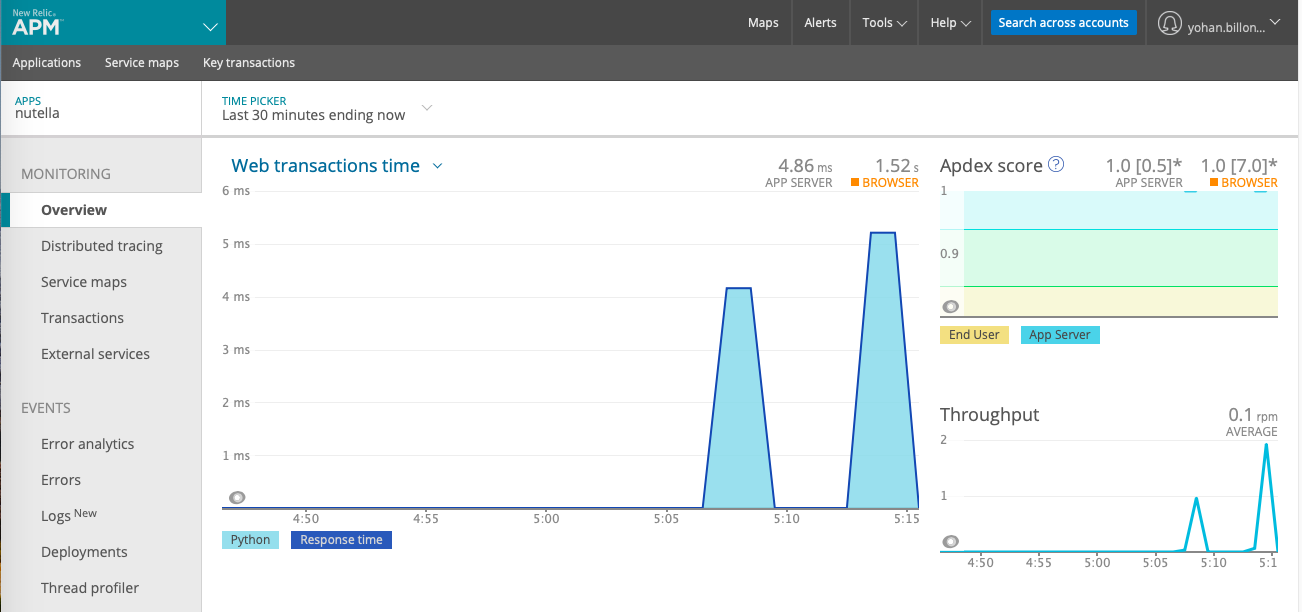 New Relic®
APM™
Maps
Alerts
Tools
Help
Search across accounts
yohan.billon...
Applications
Service maps
Key transactions
APPS
nutella
TIME PICKER
Last 30 minutes ending now
MONITORING
Overview
Distributed tracing
Service maps
Transactions
External services
EVENTS
Error analytics
Errors
Logs New
Deployments
Thread profiler
Web transactions time
4.86 ms
APP SERVER
1.52 s
BROWSER
6 ms
5 ms
4 ms
3 ms
2 ms
1 ms
4:50 4:55 5:00 5:05 5:10 5:15
Python
Response time
Apdex score ?
1.0 [0.5]*
APP SERVER
1.0 [7.0]*
BROWSER
1
0.9
End User
App Server
Throughput
0.1 rpm
AVERAGE
2
1
4:50 4:55 5:00 5:05 5:10 5:1